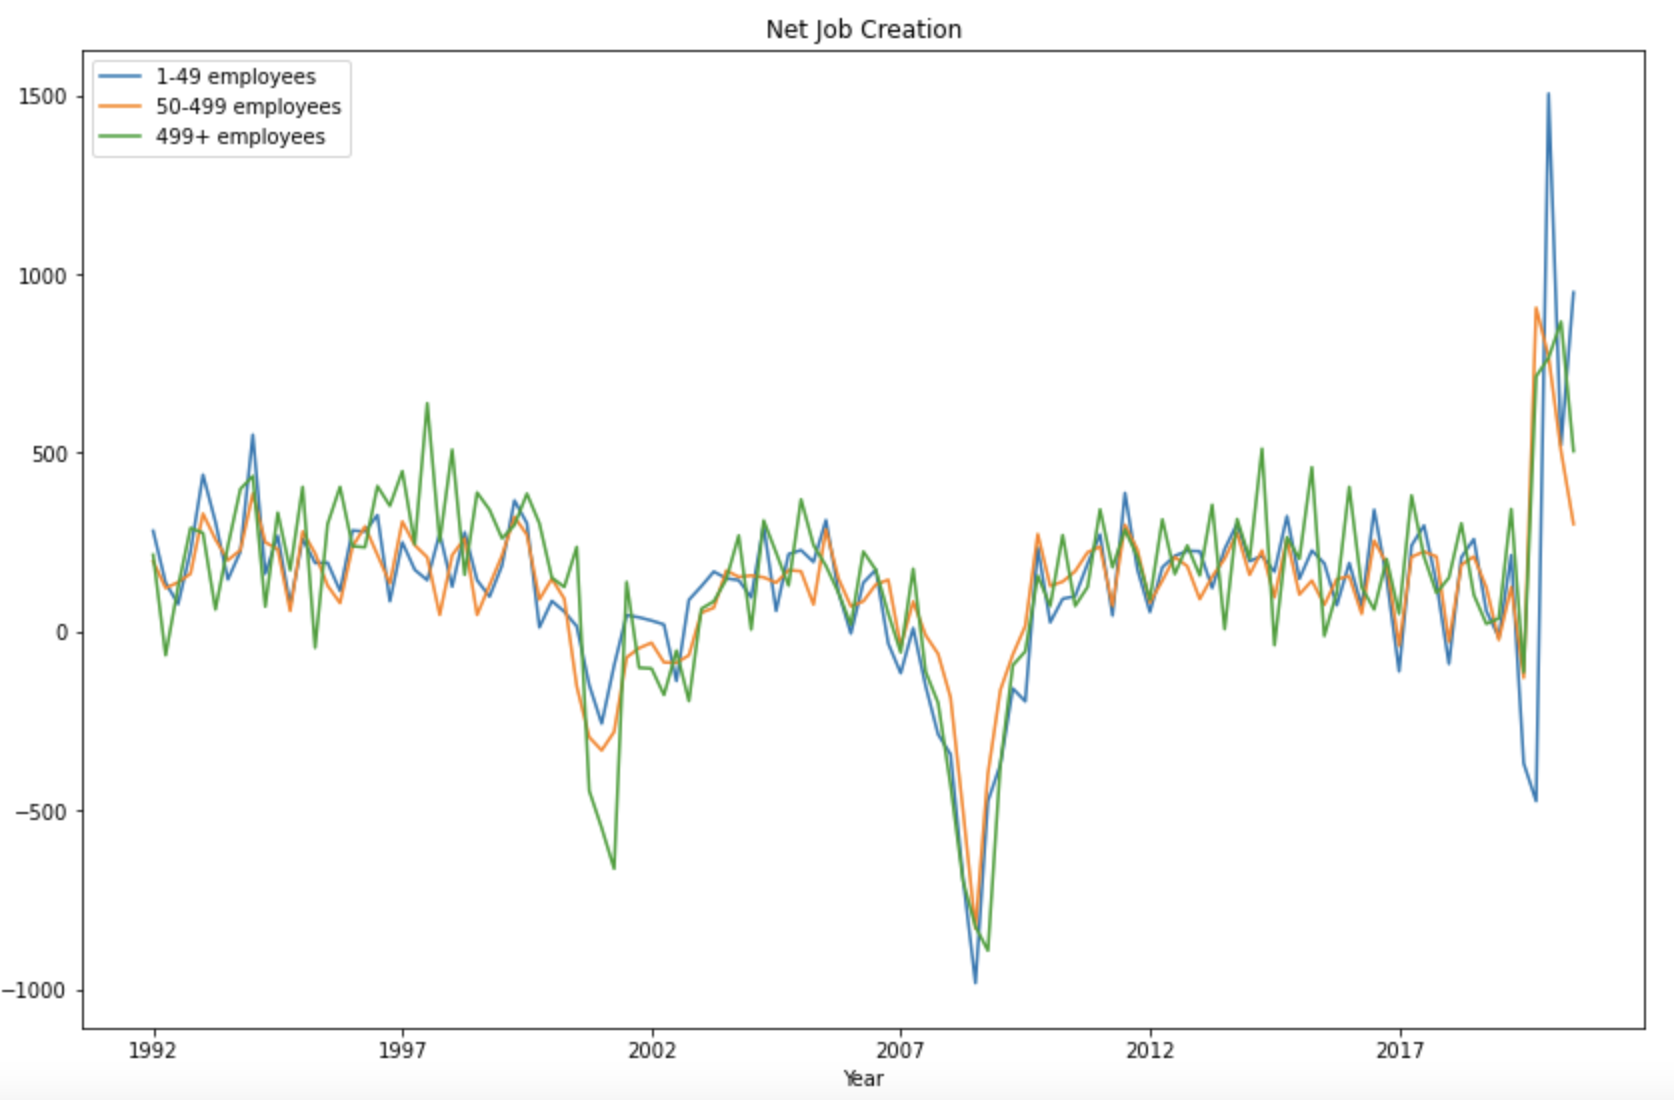 Net Job Creation
1-49 employees
50-499 employees
499+ employees
1500
1000
500
0
−500
−1000
1992 1997 2002 2007 2012 2017
Year